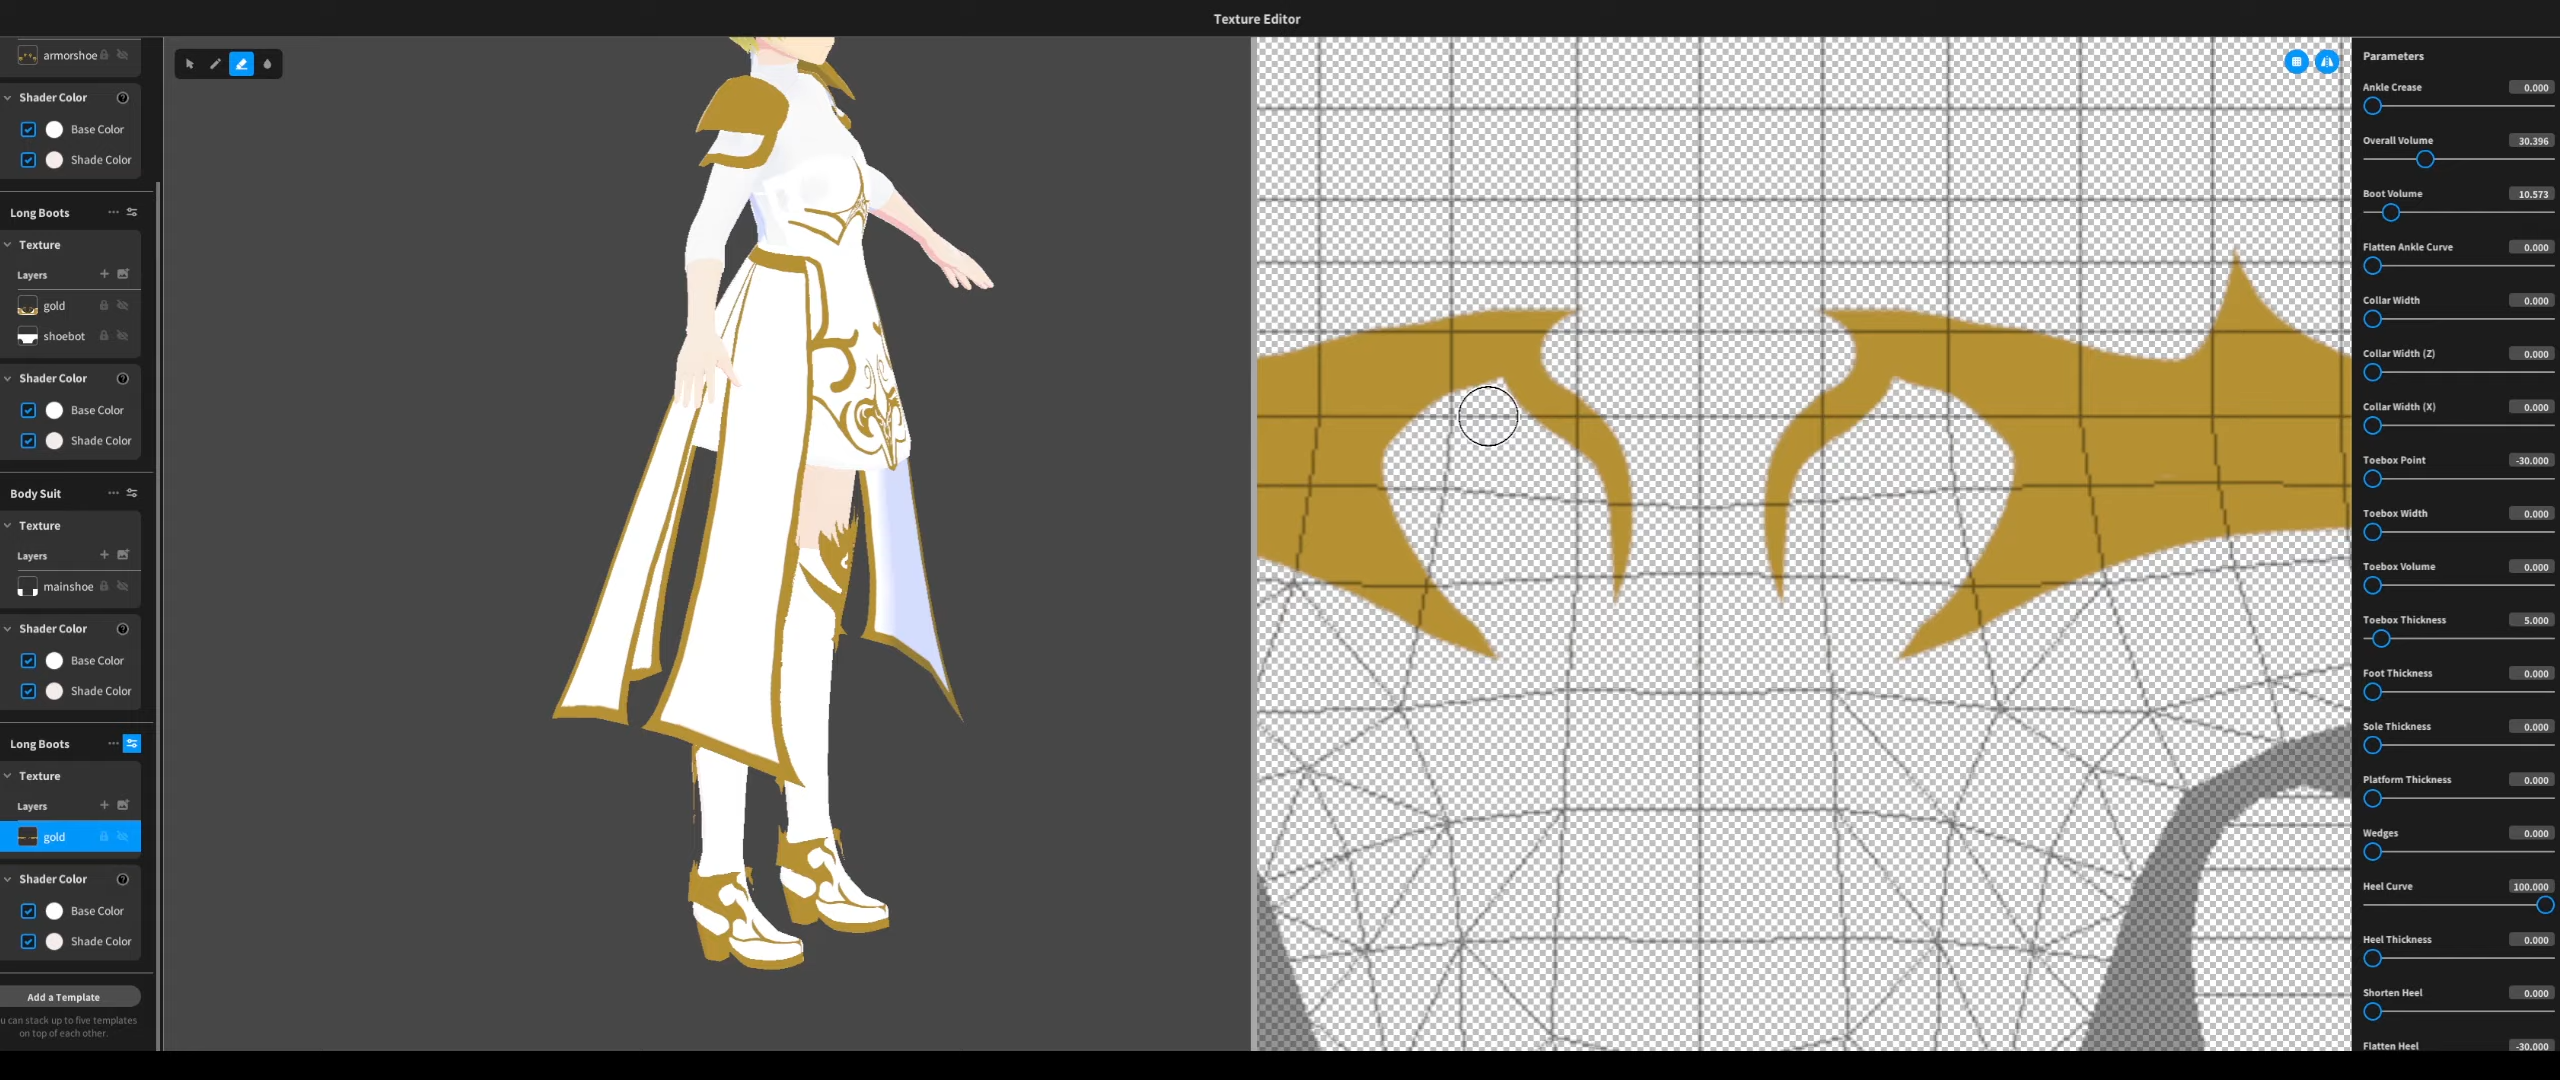 Texture Editor
armorshoe
Shader Color
Base Color
Shade Color
Long Boots
Texture
Layers
gold
shoebot
Shader Color
Base Color
Shade Color
Body Suit
Texture
Layers
mainshoe
Shader Color
Base Color
Shade Color
Long Boots
Texture
Layers
gold
Shader Color
Base Color
Shade Color
Add a Template
u can stack up to five templates
on top of each other.
Parameters
Ankle Crease 0.000
Overall Volume 30.396
Boot Volume 10.573
Flatten Ankle Curve 0.000
Collar Width 0.000
Collar Width (Z) 0.000
Collar Width (X) 0.000
Toebox Point -30.000
Toebox Width 0.000
Toebox Volume 0.000
Toebox Thickness 5.000
Foot Thickness 0.000
Sole Thickness 0.000
Platform Thickness 0.000
Wedges 0.000
Heel Curve 100.000
Heel Thickness 0.000
Shorten Heel 0.000
Flatten Heel -30.000